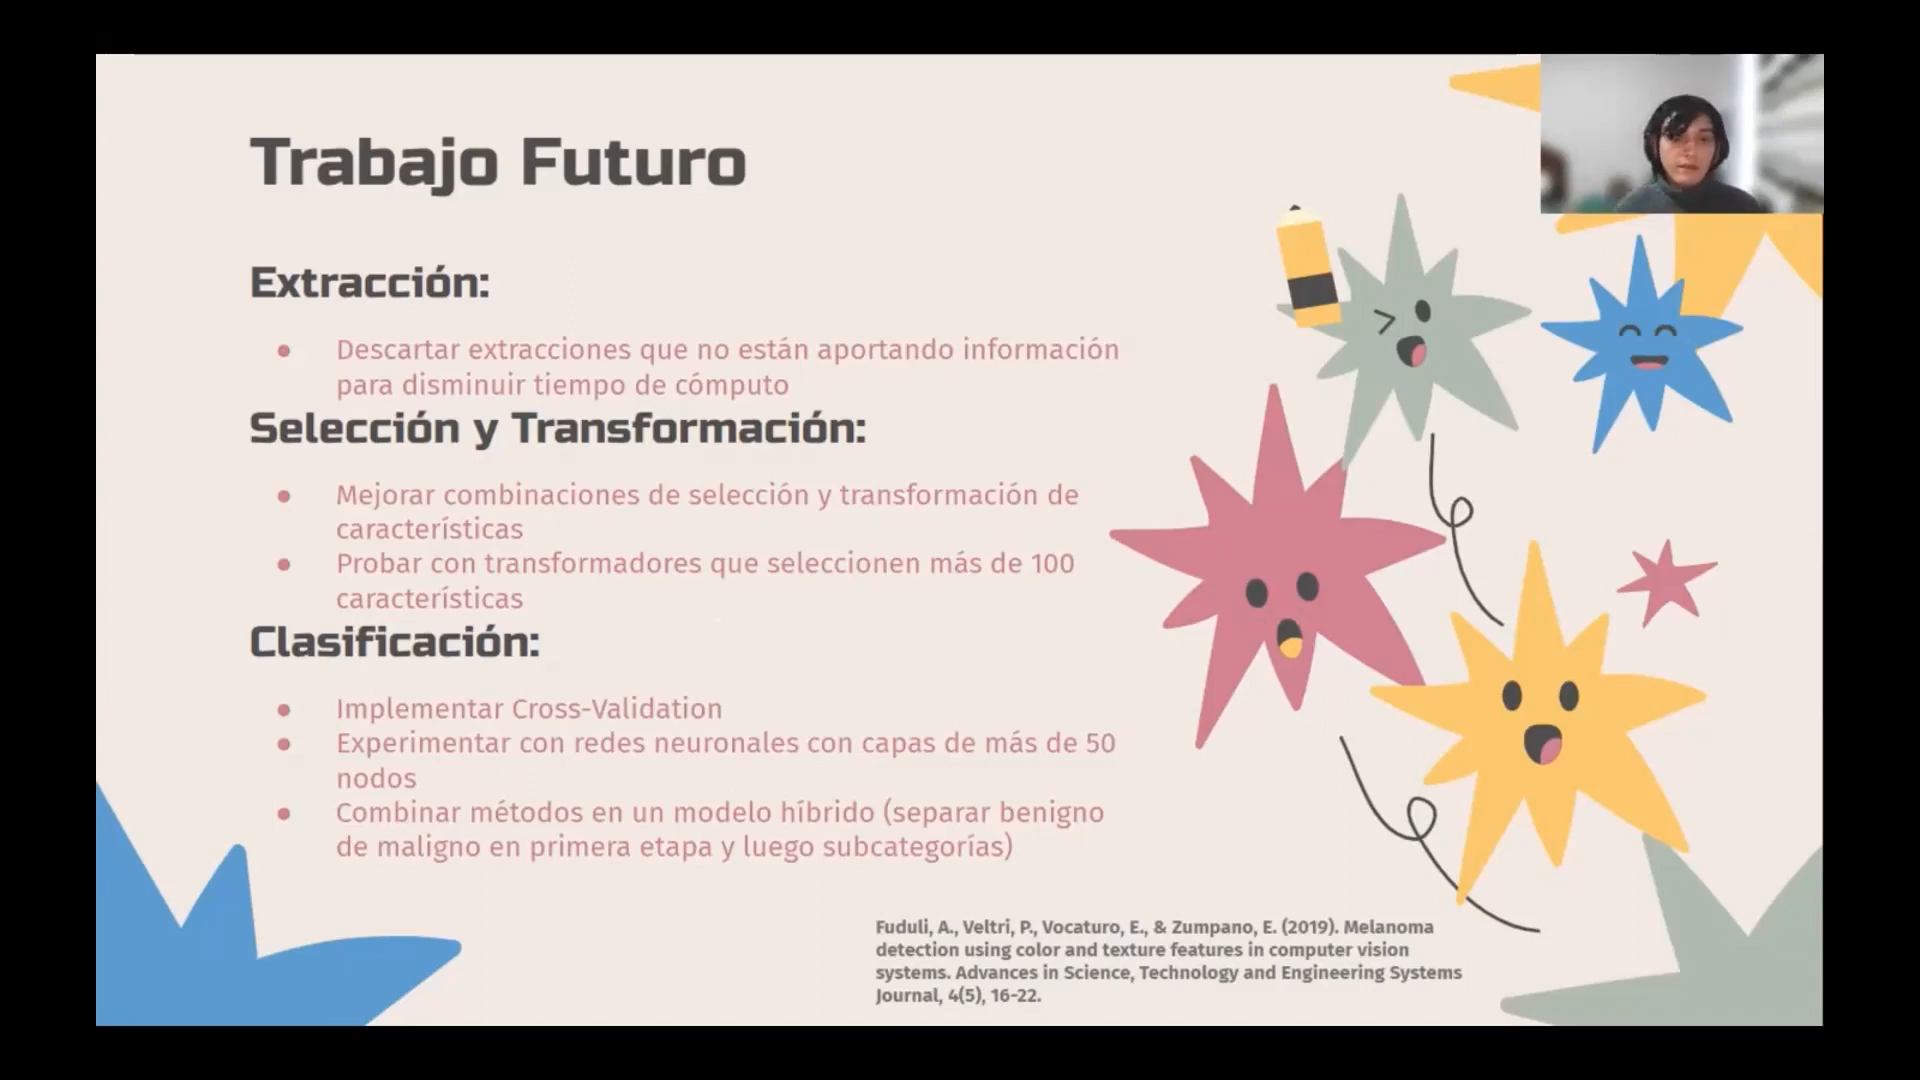 Trabajo Futuro
Extracción:
● Descartar extracciones que no están aportando información
para disminuir tiempo de cómputo
Selección y Transformación:
● Mejorar combinaciones de selección y transformación de
características
● Probar con transformadores que seleccionen más de 100
características
Clasificación:
● Implementar Cross-Validation
● Experimentar con redes neuronales con capas de más de 50
nodos
● Combinar métodos en un modelo híbrido (separar benigno
de maligno en primera etapa y luego subcategorías)
Fuduli, A., Veltri, P., Vocaturo, E., & Zumpano, E. (2019). Melanoma
detection using color and texture features in computer vision
systems. Advances in Science, Technology and Engineering Systems
Journal, 4(5), 16-22.